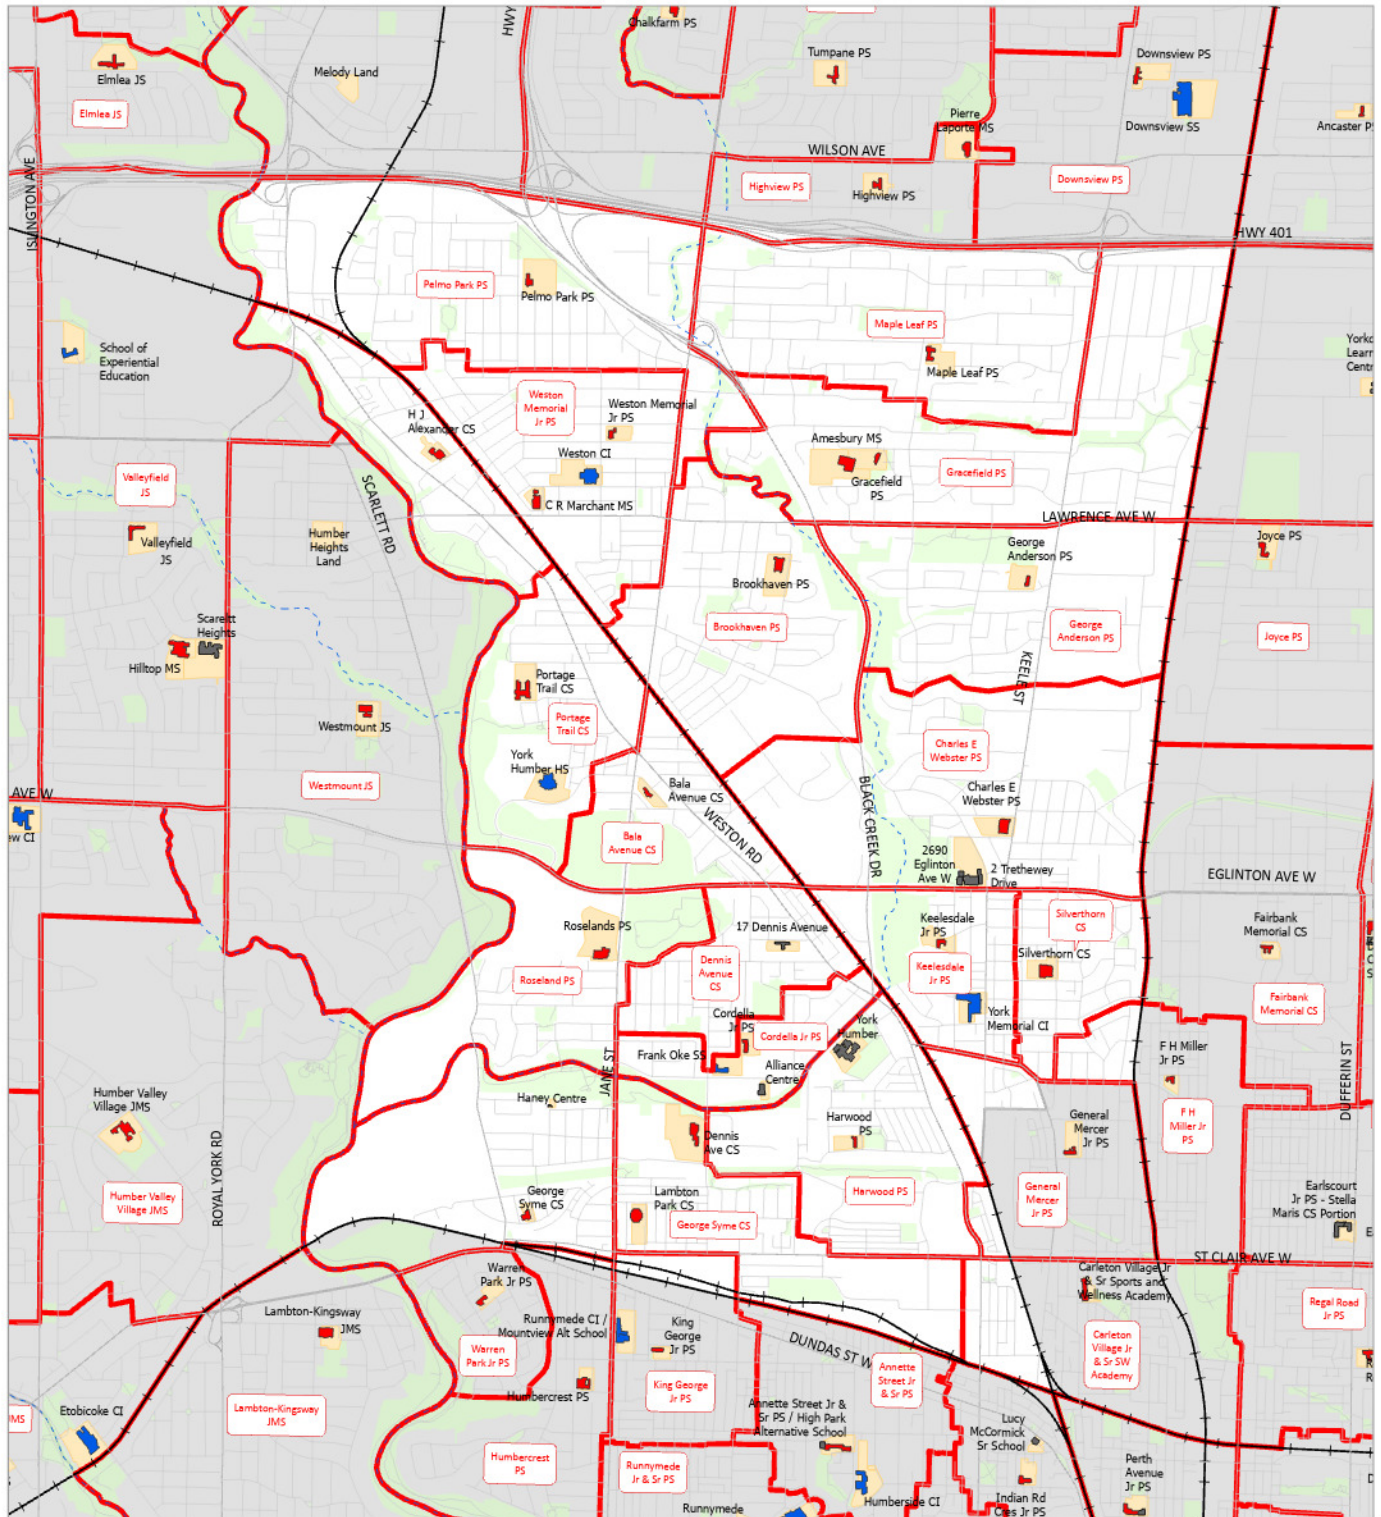 Chalkfarm PS
HWY
Elmlea JS
Melody Land
Tumpane PS
Downsview PS
Elmlea JS
Pierre
Laporte MS
Downsview SS
Ancaster P
WILSON AVE
ISLINGTON AVE
Highview PS
Highview PS
Downsview PS
HWY 401
Pelmo Park PS
Pelmo Park PS
Maple Leaf PS
Maple Leaf PS
School of
Experiential
Education
Yorkd
Learn
Centr
Weston
Memorial
Jr PS
Weston Memorial
Jr PS
H J
Alexander CS
Weston CI
Amesbury MS
Gracefield
PS
Gracefield PS
Valleyfield
JS
SCARLETT RD
C R Marchant MS
LAWRENCE AVE W
Valleyfield
JS
Humber
Heights
Land
George
Anderson PS
Joyce PS
Brookhaven PS
Brookhaven PS
George
Anderson PS
Joyce PS
Scarlett
Heights
Hilltop MS
KEELE ST
Portage
Trail CS
Portage
Trail CS
Westmount JS
Charles E
Webster PS
York
Humber HS
Westmount JS
Bala
Avenue CS
Charles E
Webster PS
AVE W
ew CI
WESTON RD
BLACK CREEK DR
Bala
Avenue CS
2690
Eglinton
Ave W
2 Trethewey
Drive
EGLINTON AVE W
Roselands PS
17 Dennis Avenue
Keelesdale
Jr PS
Silverthorn
CS
Fairbank
Memorial CS
Silverthorn CS
Roseland PS
Dennis
Avenue
CS
Keelesdale
Jr PS
Fairbank
Memorial CS
Cordella
Jr PS
Cordella Jr PS
York
Humber
York
Memorial CI
Frank Oke SS
F H Miller
Jr PS
JANE ST
Alliance
Centre
DUFFERIN ST
Humber Valley
Village JMS
Haney Centre
Harwood
PS
General
Mercer
Jr PS
F H
Miller Jr
PS
Dennis
Ave CS
ROYAL YORK RD
Humber Valley
Village JMS
George
Syme CS
Lambton
Park CS
George Syme CS
Harwood PS
General
Mercer
Jr PS
Earlscourt
Jr PS - Stella
Maris CS Portion
ST CLAIR AVE W
Warren
Park Jr PS
Carleton Village Jr
& Sr Sports and
Wellness Academy
Lambton-Kingsway
JMS
Runnymede CI /
Mountview Alt School
King
George
Jr PS
DUNDAS ST W
Regal Road
Jr PS
Warren
Park Jr PS
Carleton
Village Jr
& Sr SW
Academy
Annette
Street Jr
& Sr PS
Humbercrest PS
King George
Jr PS
JMS
Etobicoke CI
Lambton-Kingsway
JMS
Annette Street Jr &
Sr PS / High Park
Alternative School
Lucy
McCormick
Sr School
Humbercrest
PS
Runnymede
Jr & Sr PS
Perth
Avenue
Jr PS
Runnymede
Humberside CI
Indian Rd
Cres Jr PS